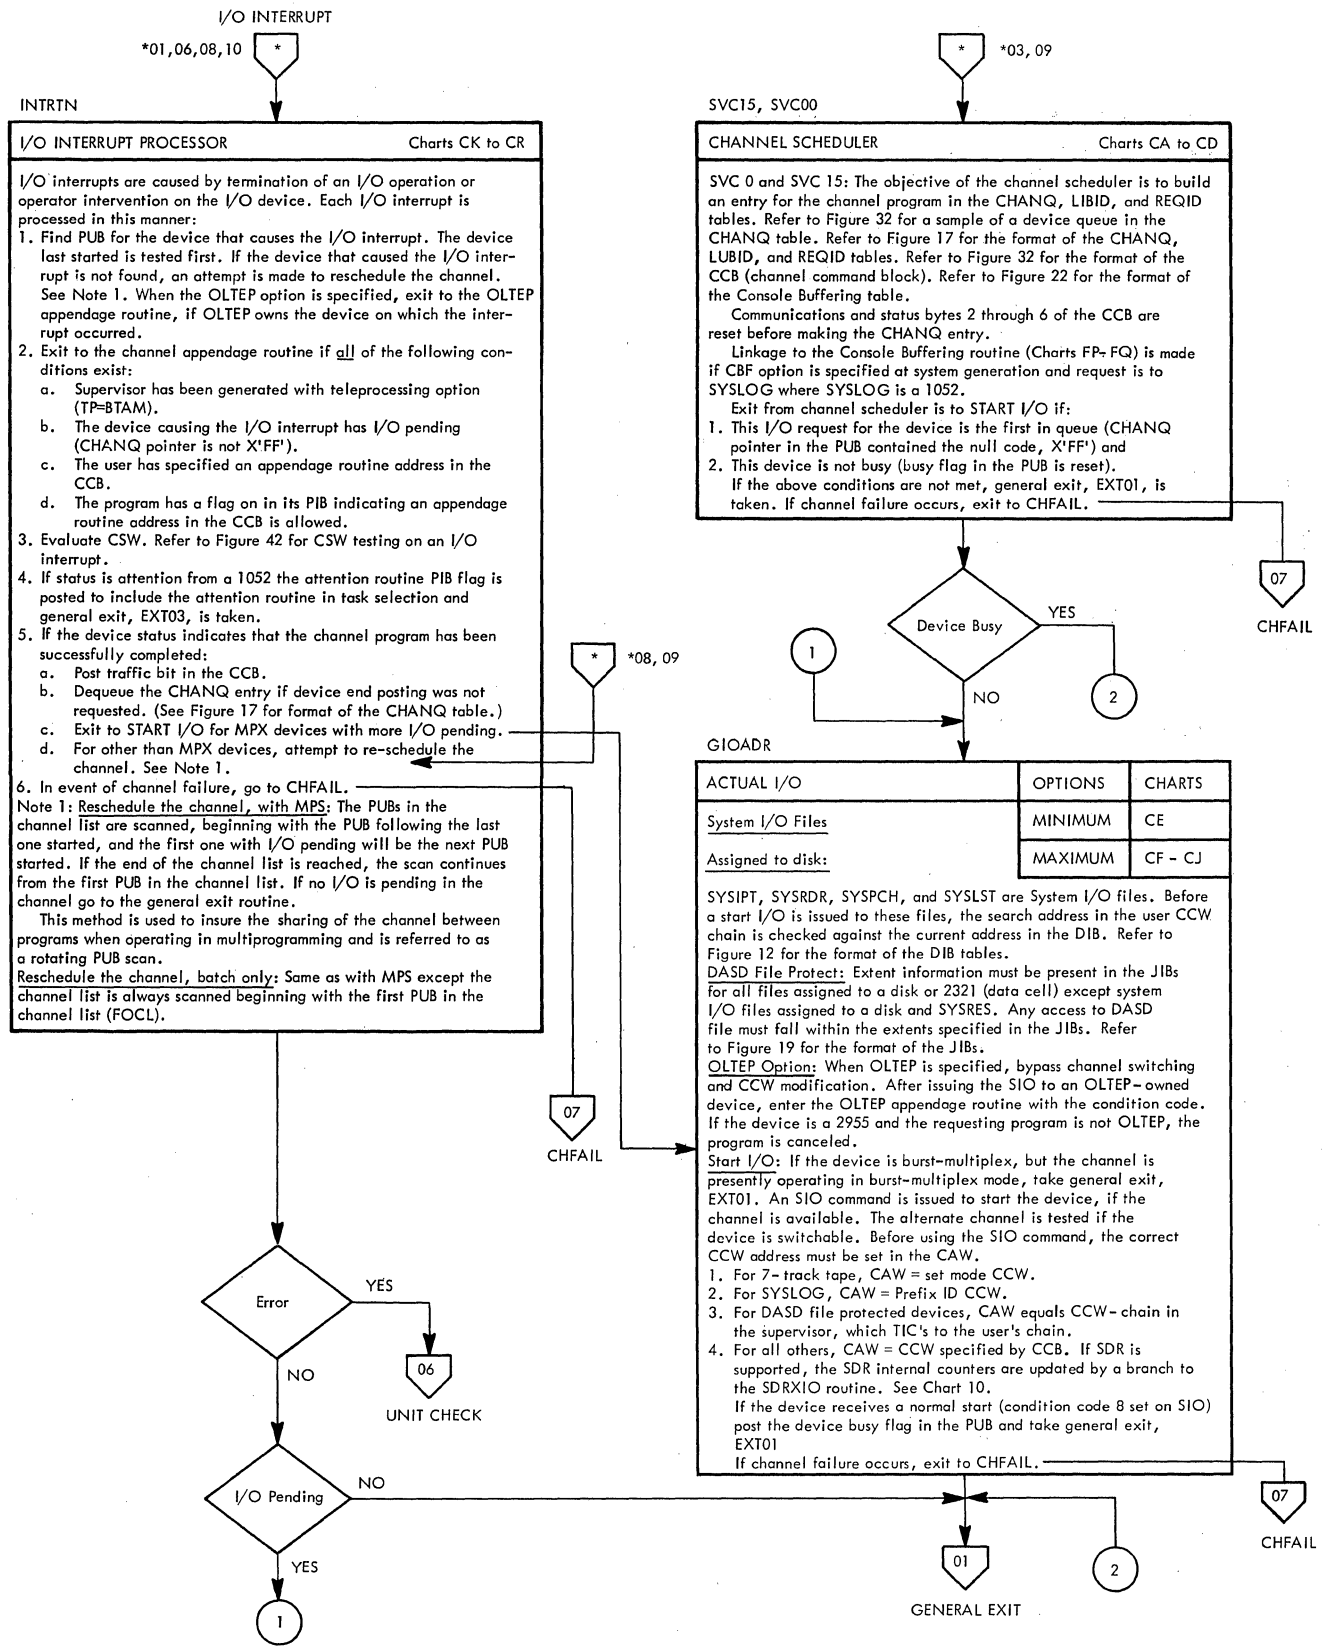 I/O INTERRUPT
*01,06,08,10
*
INTRTN
I/O INTERRUPT PROCESSOR Charts CK to CR
I/O interrupts are caused by termination of an I/O operation or
operator intervention on the I/O device. Each I/O interrupt is
processed in this manner:
1. Find PUB for the device that causes the I/O interrupt. The device
last started is tested first. If the device that caused the I/O inter-
rupt is not found, an attempt is made to reschedule the channel.
See Note 1. When the OLTEP option is specified, exit to the OLTEP
appendage routine, if OLTEP owns the device on which the inter-
rupt occurred.
2. Exit to the channel appendage routine if all of the following con-
ditions exist:
a. Supervisor has been generated with teleprocessing option
(TP=BTAM).
b. The device causing the I/O interrupt has I/O pending
(CHANQ pointer is not X'FF').
c. The user has specified an appendage routine address in the
CCB.
d. The program has a flag on in its PIB indicating an appendage
routine address in the CCB is allowed.
3. Evaluate CSW. Refer to Figure 42 for CSW testing on an I/O
interrupt.
4. If status is attention from a 1052 the attention routine PIB flag is
posted to include the attention routine in task selection and
general exit, EXT03, is taken.
5. If the device status indicates that the channel program has been
successfully completed:
a. Post traffic bit in the CCB.
b. Dequeue the CHANQ entry if device end posting was not
requested. (See Figure 17 for format of the CHANQ table.)
c. Exit to START I/O for MPX devices with more I/O pending.
d. For other than MPX devices, attempt to re-schedule the
channel. See Note 1.
6. In event of channel failure, go to CHFAIL.
Note 1: Reschedule the channel, with MPS: The PUBs in the
channel list are scanned, beginning with the PUB following the last
one started, and the first one with I/O pending will be the next PUB
started. If the end of the channel list is reached, the scan continues
from the first PUB in the channel list. If no I/O is pending in the
channel go to the general exit routine.
This method is used to insure the sharing of the channel between
programs when operating in multiprogramming and is referred to as
a rotating PUB scan.
Reschedule the channel, batch only: Same as with MPS except the
channel list is always scanned beginning with the first PUB in the
channel list (FOCL).
*
*08, 09
07
CHFAIL
Error
YES
NO
06
UNIT CHECK
I/O Pending
NO
YES
1
*
*03, 09
SVC15, SVC00
CHANNEL SCHEDULER Charts CA to CD
SVC 0 and SVC 15: The objective of the channel scheduler is to build
an entry for the channel program in the CHANQ, LIBID, and REQID
tables. Refer to Figure 32 for a sample of a device queue in the
CHANQ table. Refer to Figure 17 for the format of the CHANQ,
LUBID, and REQID tables. Refer to Figure 32 for the format of the
CCB (channel command block). Refer to Figure 22 for the format of
the Console Buffering table.
Communications and status bytes 2 through 6 of the CCB are
reset before making the CHANQ entry.
Linkage to the Console Buffering routine (Charts FP- FQ) is made
if CBF option is specified at system generation and request is to
SYSLOG where SYSLOG is a 1052.
Exit from channel scheduler is to START I/O if:
1. This I/O request for the device is the first in queue (CHANQ
pointer in the PUB contained the null code, X'FF') and
2. This device is not busy (busy flag in the PUB is reset).
If the above conditions are not met, general exit, EXT01, is
taken. If channel failure occurs, exit to CHFAIL.
07
CHFAIL
Device Busy
YES
2
1
NO
GIOADR
ACTUAL I/O OPTIONS CHARTS
System I/O Files MINIMUM CE
Assigned to disk: MAXIMUM CF - CJ
SYSIPT, SYSRDR, SYSPCH, and SYSLST are System I/O files. Before
a start I/O is issued to these files, the search address in the user CCW
chain is checked against the current address in the DIB. Refer to
Figure 12 for the format of the DIB tables.
DASD File Protect: Extent information must be present in the JIBs
for all files assigned to a disk or 2321 (data cell) except system
I/O files assigned to a disk and SYSRES. Any access to DASD
file must fall within the extents specified in the JIBs. Refer
to Figure 19 for the format of the JIBs.
OLTEP Option: When OLTEP is specified, bypass channel switching
and CCW modification. After issuing the SIO to an OLTEP-owned
device, enter the OLTEP appendage routine with the condition code.
If the device is a 2955 and the requesting program is not OLTEP, the
program is canceled.
Start I/O: If the device is burst-multiplex, but the channel is
presently operating in burst-multiplex mode, take general exit,
EXT01. An SIO command is issued to start the device, if the
channel is available. The alternate channel is tested if the
device is switchable. Before using the SIO command, the correct
CCW address must be set in the CAW.
1. For 7-track tape, CAW = set mode CCW.
2. For SYSLOG, CAW = Prefix ID CCW.
3. For DASD file protected devices, CAW equals CCW-chain in
the supervisor, which TIC's to the user's chain.
4. For all others, CAW = CCW specified by CCB. If SDR is
supported, the SDR internal counters are updated by a branch to
the SDRXIO routine. See Chart 10.
If the device receives a normal start (condition code 8 set on SIO)
post the device busy flag in the PUB and take general exit,
EXT01
If channel failure occurs, exit to CHFAIL.
07
CHFAIL
01
GENERAL EXIT
2